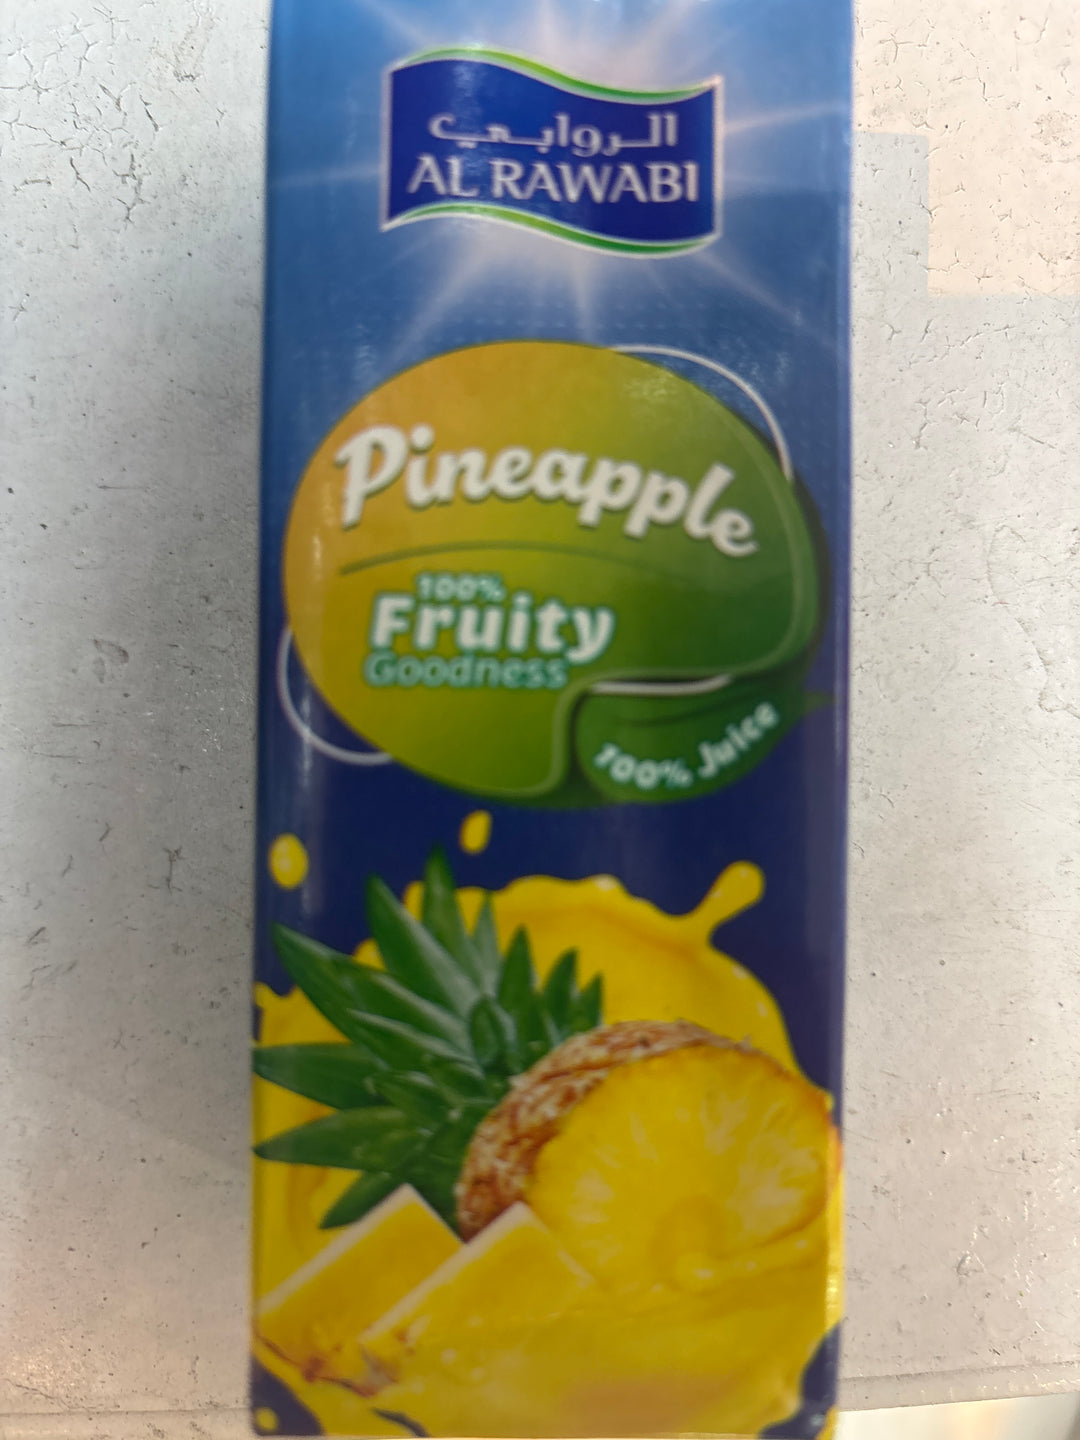 الروابي
AL RAWABI
Pineapple
100%
Fruity
Goodness
100% Juice